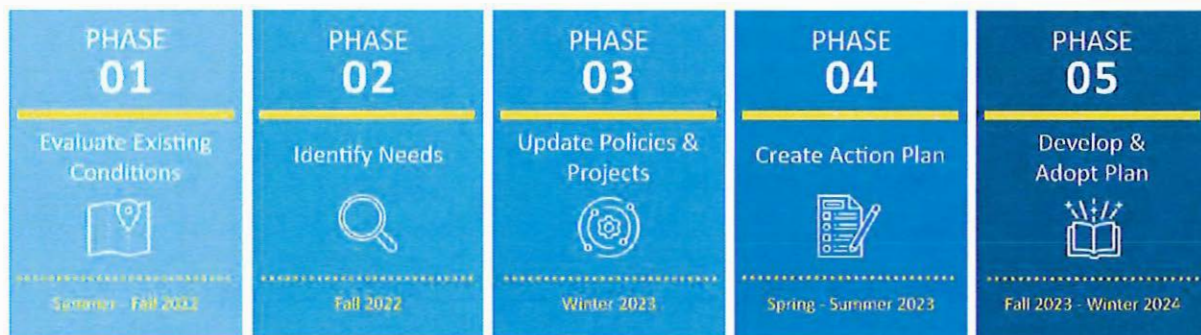 PHASE
01
Evaluate Existing
Conditions
Summer - Fall 2022
PHASE
02
Identify Needs
Fall 2022
PHASE
03
Update Policies &
Projects
Winter 2023
PHASE
04
Create Action Plan
Spring - Summer 2023
PHASE
05
Develop &
Adopt Plan
Fall 2023 - Winter 2024